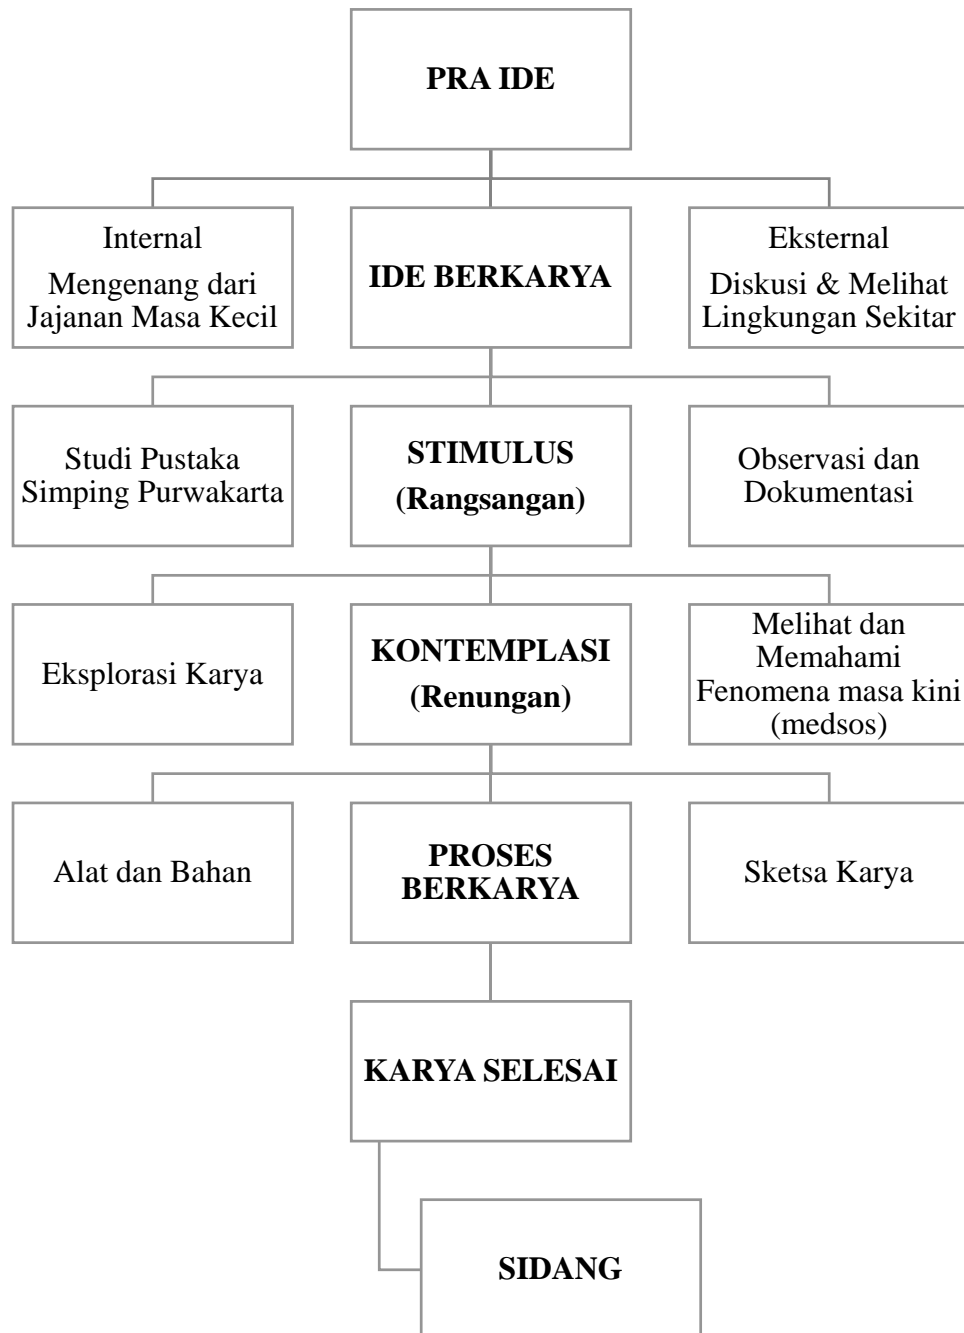 PRA IDE
Internal
Mengenang dari
Jajanan Masa Kecil
IDE BERKARYA
Eksternal
Diskusi & Melihat
Lingkungan Sekitar
Studi Pustaka
Simping Purwakarta
STIMULUS
(Rangsangan)
Observasi dan
Dokumentasi
Eksplorasi Karya
KONTEMPLASI
(Renungan)
Melihat dan
Memahami
Fenomena masa kini
(medsos)
Alat dan Bahan
PROSES
BERKARYA
Sketsa Karya
KARYA SELESAI
SIDANG